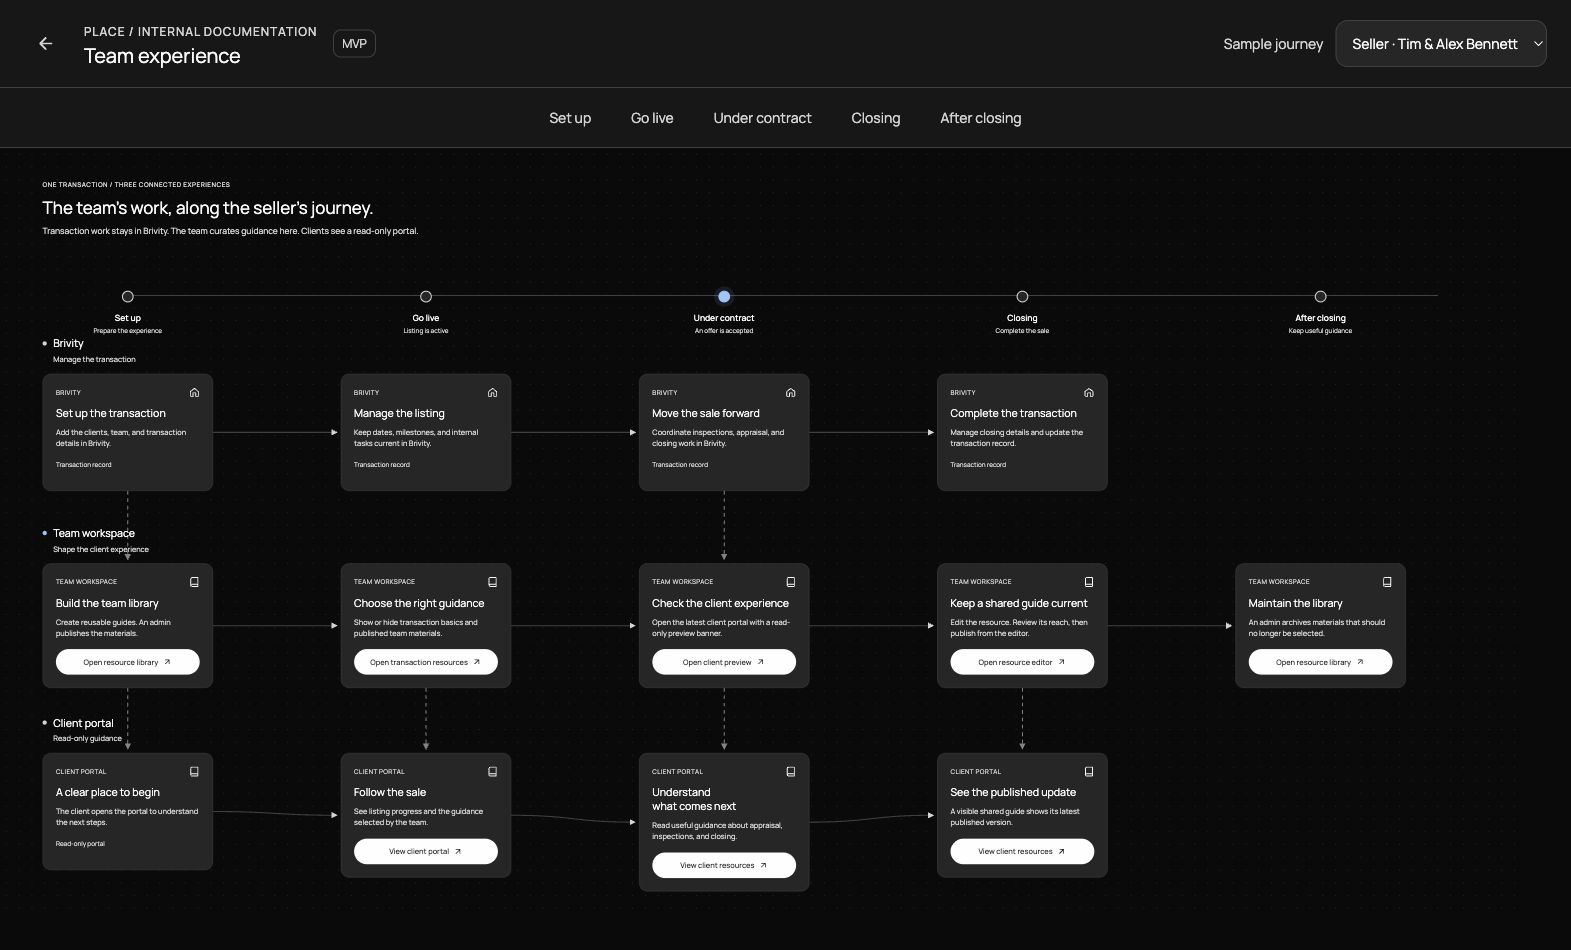 PLACE / INTERNAL DOCUMENTATION
Team experience
MVP
Sample journey
Seller · Tim & Alex Bennett
Set up
Go live
Under contract
Closing
After closing
ONE TRANSACTION / THREE CONNECTED EXPERIENCES
The team's work, along the seller's journey.
Transaction work stays in Brivity. The team curates guidance here. Clients see a read-only portal.
Set up
Prepare the experience
Go live
Listing is active
Under contract
An offer is accepted
Closing
Complete the sale
After closing
Keep useful guidance
Brivity
Manage the transaction
BRIVITY
Set up the transaction
Add the clients, team, and transaction
details in Brivity.
Transaction record
BRIVITY
Manage the listing
Keep dates, milestones, and internal
tasks current in Brivity.
Transaction record
BRIVITY
Move the sale forward
Coordinate inspections, appraisal, and
closing work in Brivity.
Transaction record
BRIVITY
Complete the transaction
Manage closing details and update the
transaction record.
Transaction record
Team workspace
Shape the client experience
TEAM WORKSPACE
Build the team library
Create reusable guides. An admin
publishes the materials.
Open resource library
TEAM WORKSPACE
Choose the right guidance
Show or hide transaction basics and
published team materials.
Open transaction resources
TEAM WORKSPACE
Check the client experience
Open the latest client portal with a read-
only preview banner.
Open client preview
TEAM WORKSPACE
Keep a shared guide current
Edit the resource. Review its reach, then
publish from the editor.
Open resource editor
TEAM WORKSPACE
Maintain the library
An admin archives materials that should
no longer be selected.
Open resource library
Client portal
Read-only guidance
CLIENT PORTAL
A clear place to begin
The client opens the portal to understand
the next steps.
Read-only portal
CLIENT PORTAL
Follow the sale
See listing progress and the guidance
selected by the team.
View client portal
CLIENT PORTAL
Understand
what comes next
Read useful guidance about appraisal,
inspections, and closing.
View client resources
CLIENT PORTAL
See the published update
A visible shared guide shows its latest
published version.
View client resources